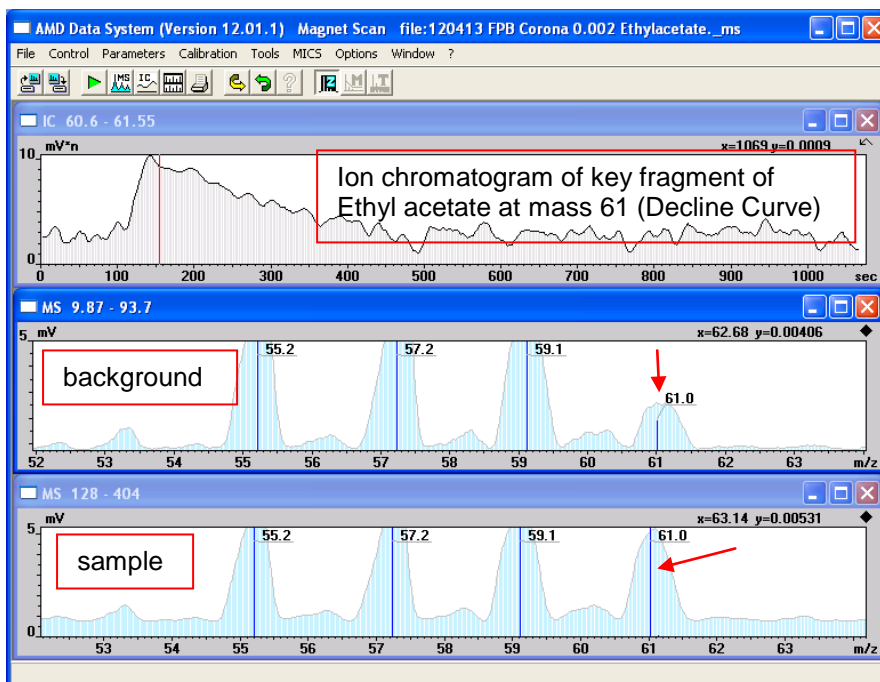 AMD Data System (Version 12.01.1) Magnet Scan file:120413 FPB Corona 0.002 Ethylacetate._ms
File Control Parameters Calibration Tools MICS Options Window ?
MS IC
IC 60.6 - 61.55
mV*n x=1069 y=0.0009
10
Ion chromatogram of key fragment of
Ethyl acetate at mass 61 (Decline Curve)
0
0 100 200 300 400 500 600 700 800 900 1000 sec
MS 9.87 - 93.7
5 mV x=62.68 y=0.00406
55.2 57.2 59.1
background
61.0
52 53 54 55 56 57 58 59 60 61 62 63 m/z
MS 128 - 404
mV x=63.14 y=0.00531
5
55.2 57.2 59.1 61.0
sample
0
53 54 55 56 57 58 59 60 61 62 63 m/z